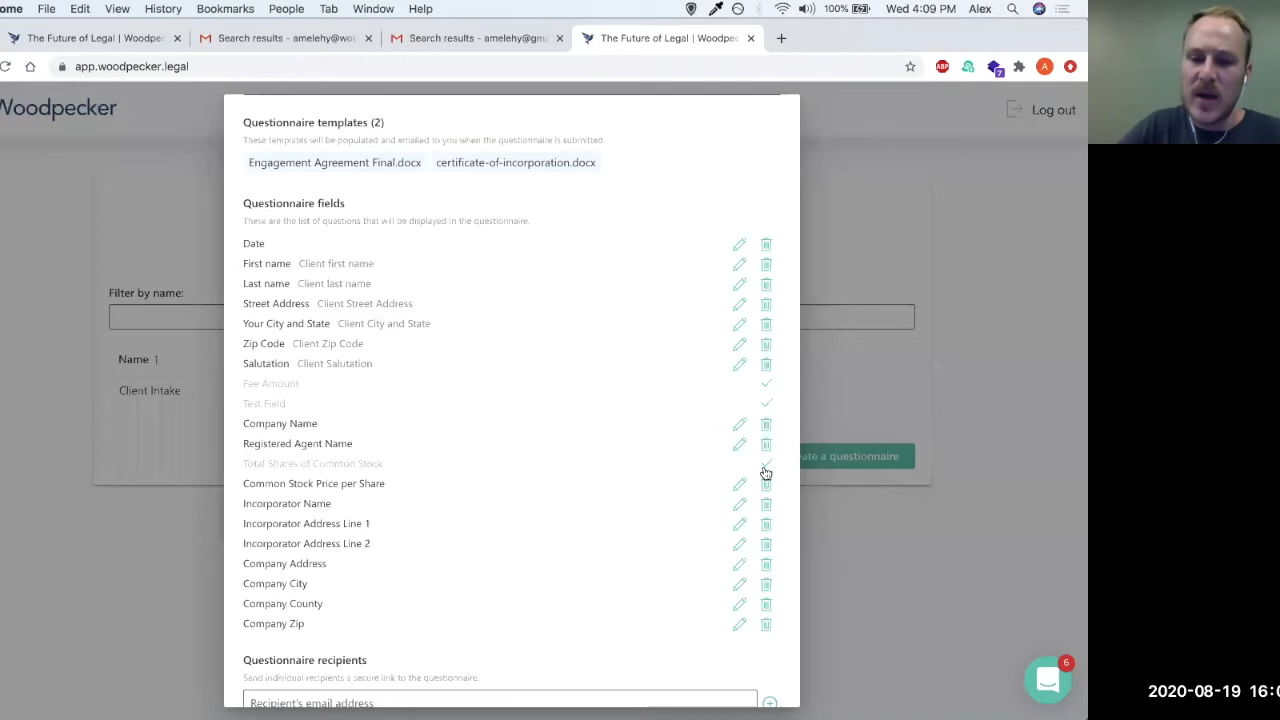 ome File Edit View History Bookmarks People Tab Window Help 100% Wed 4:09 PM Alex
The Future of Legal | Woodpec × Search results - amelehy@wou × Search results - amelehy@gma × The Future of Legal | Woodpec × +
app.woodpecker.legal ABP 7 A
Woodpecker Log out
Questionnaire templates (2)
These templates will be populated and emailed to you when the questionnaire is submitted.
Engagement Agreement Final.docx certificate-of-incorporation.docx
Questionnaire fields
These are the list of questions that will be displayed in the questionnaire.
Date
First name Client first name
Last name Client last name
Filter by name:
Street Address Client Street Address
Your City and State Client City and State
Zip Code Client Zip Code
Name 1
Salutation Client Salutation
Fee Amount
Client Intake
Test Field
Company Name
Registered Agent Name
Total Shares of Common Stock
ate a questionnaire
Common Stock Price per Share
Incorporator Name
Incorporator Address Line 1
Incorporator Address Line 2
Company Address
Company City
Company County
Company Zip
Questionnaire recipients
Send individual recipients a secure link to the questionnaire.
Recipient's email address
6
2020-08-19 16:0